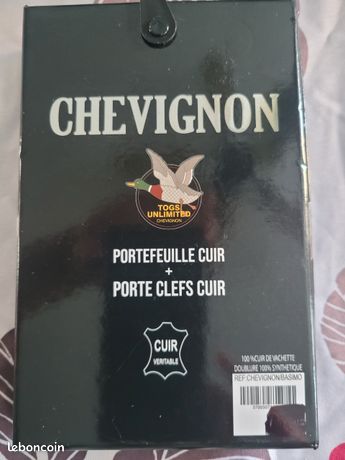 CHEVIGNON
TOGS
UNLIMITED
CHEVIGNON
PORTEFEUILLE CUIR
+
PORTE CLEFS CUIR
CUIR
VERITABLE
100 %CUIR DE VACHETTE
DOUBLURE 100% SYNTHETIQUE
REF:CHEVIGNON/BASIMO
leboncoin